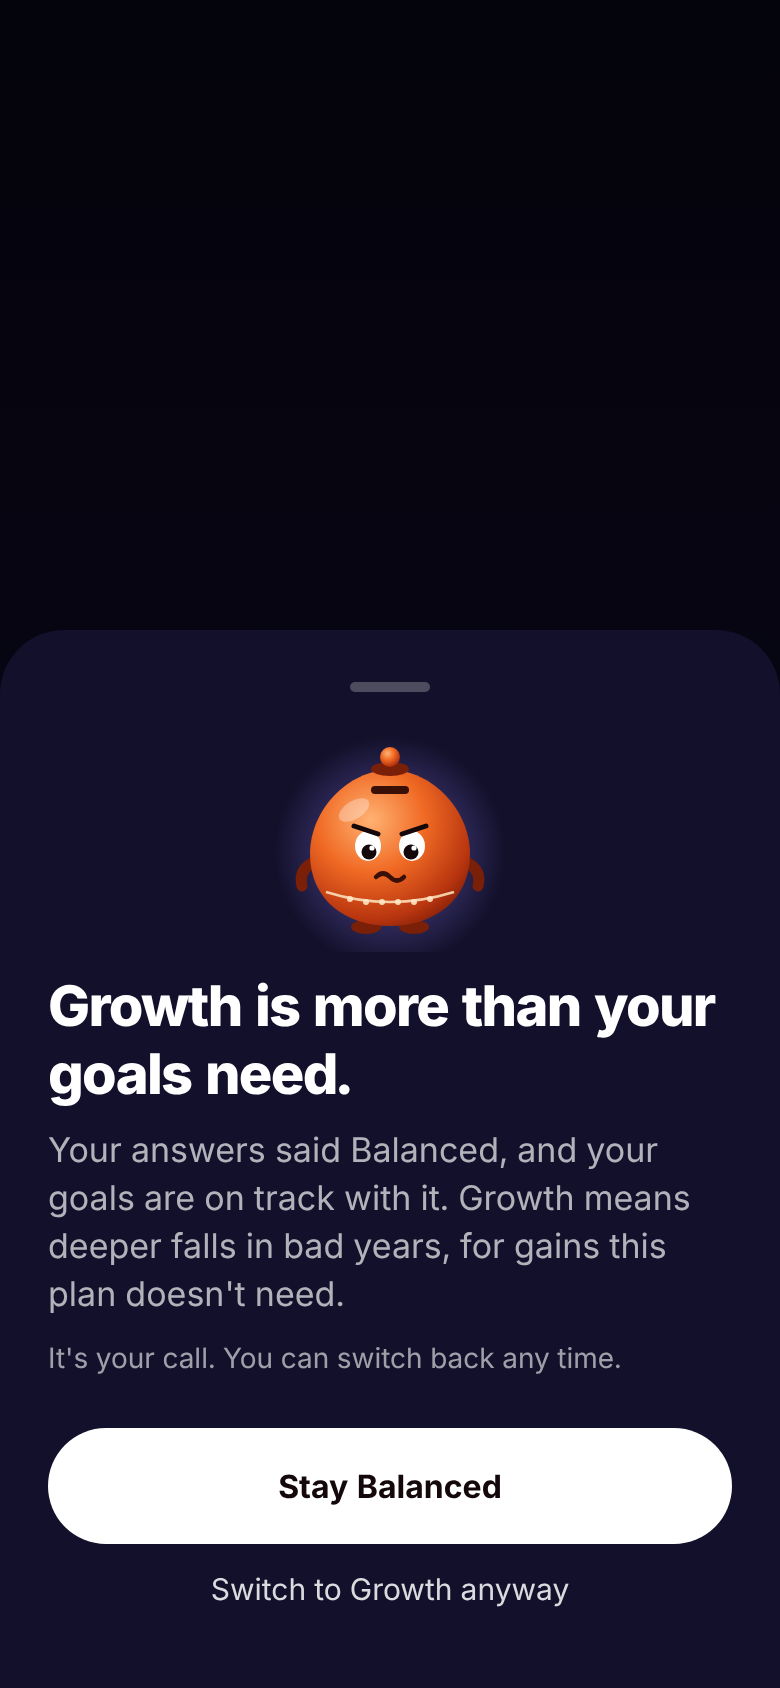 Growth is more than your
goals need.
Your answers said Balanced, and your
goals are on track with it. Growth means
deeper falls in bad years, for gains this
plan doesn't need.
It's your call. You can switch back any time.
Stay Balanced
Switch to Growth anyway